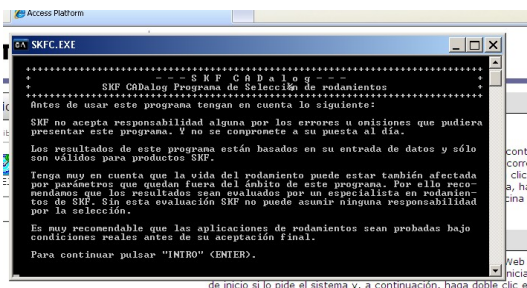 Access Platform
SKFC.EXE
- - - S K F  C A D a l o g - - -
SKF CADalog Programa de Selección de rodamientos
Antes de usar este programa tengan en cuenta lo siguiente:
SKF no acepta responsabilidad alguna por los errores u omisiones que pudiera
presentar este programa. Y no se compromete a su puesta al día.
Los resultados de este programa están basados en su entrada de datos y sólo
son válidos para productos SKF.
Tenga muy en cuenta que la vida del rodamiento puede estar también afectada
por parámetros que quedan fuera del ámbito de este programa. Por ello reco-
mendamos que los resultados sean evaluados por un especialista en rodamien-
tos de SKF. Sin esta evaluación SKF no puede asumir ninguna responsabilidad
por la selección.
Es muy recomendable que las aplicaciones de rodamientos sean probadas bajo
condiciones reales antes de su aceptación final.
Para continuar pulsar "INTRO" (ENTER).
Web
de inicio si lo pide el sistema y, a continuación, haga doble clic e